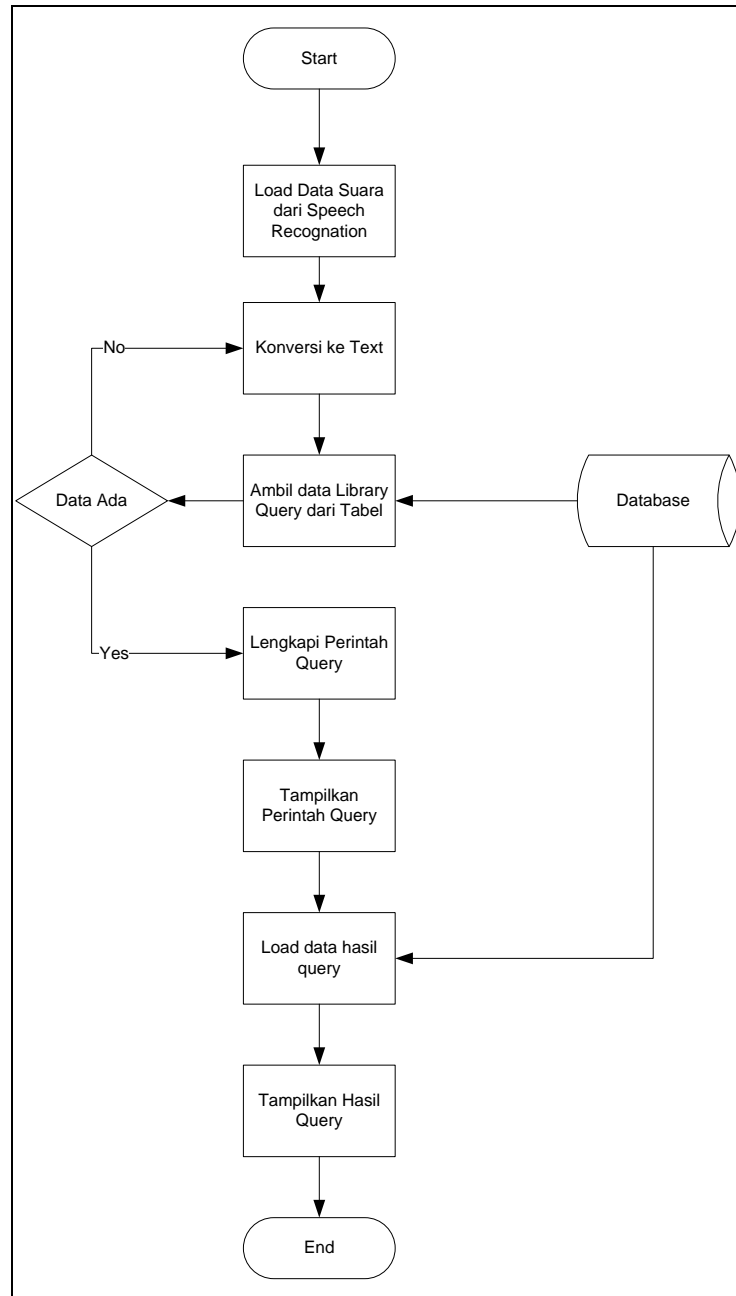 Start
Load Data Suara
dari Speech
Recognation
Konversi ke Text
No
Data Ada
Ambil data Library
Query dari Tabel
Database
Yes
Lengkapi Perintah
Query
Tampilkan
Perintah Query
Load data hasil
query
Tampilkan Hasil
Query
End